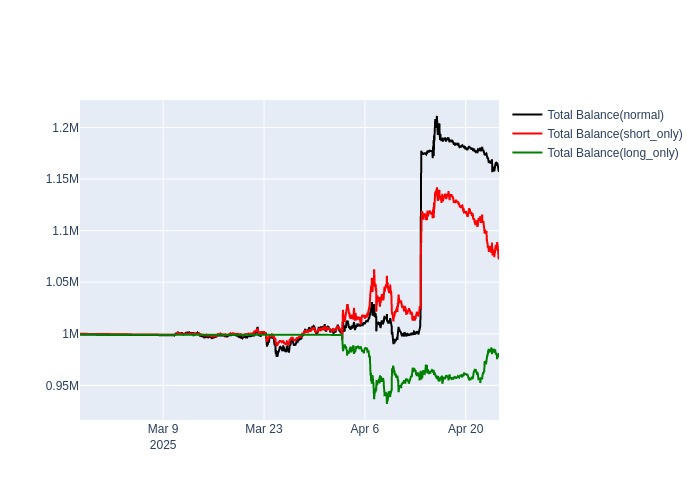 1.2M
1.15M
1.1M
1.05M
1M
0.95M
Mar 9
2025
Mar 23
Apr 6
Apr 20
Total Balance(normal)
Total Balance(short_only)
Total Balance(long_only)